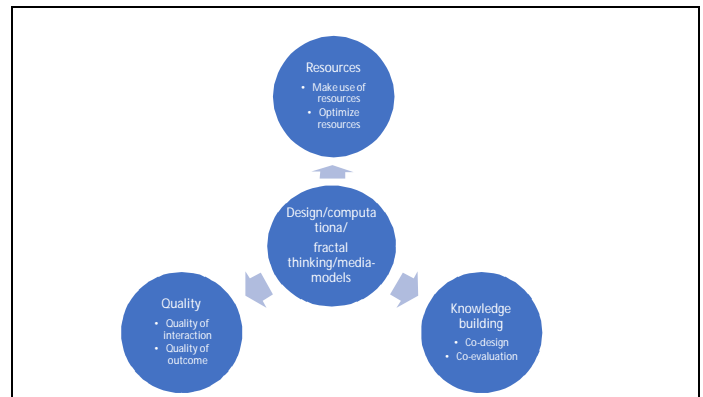 Resources
• Make use of
resources
• Optimize
resources
Design/computa
tiona/
fractal
thinking/media-
models
Quality
• Quality of
interaction
• Quality of
outcome
Knowledge
building
• Co-design
• Co-evaluation